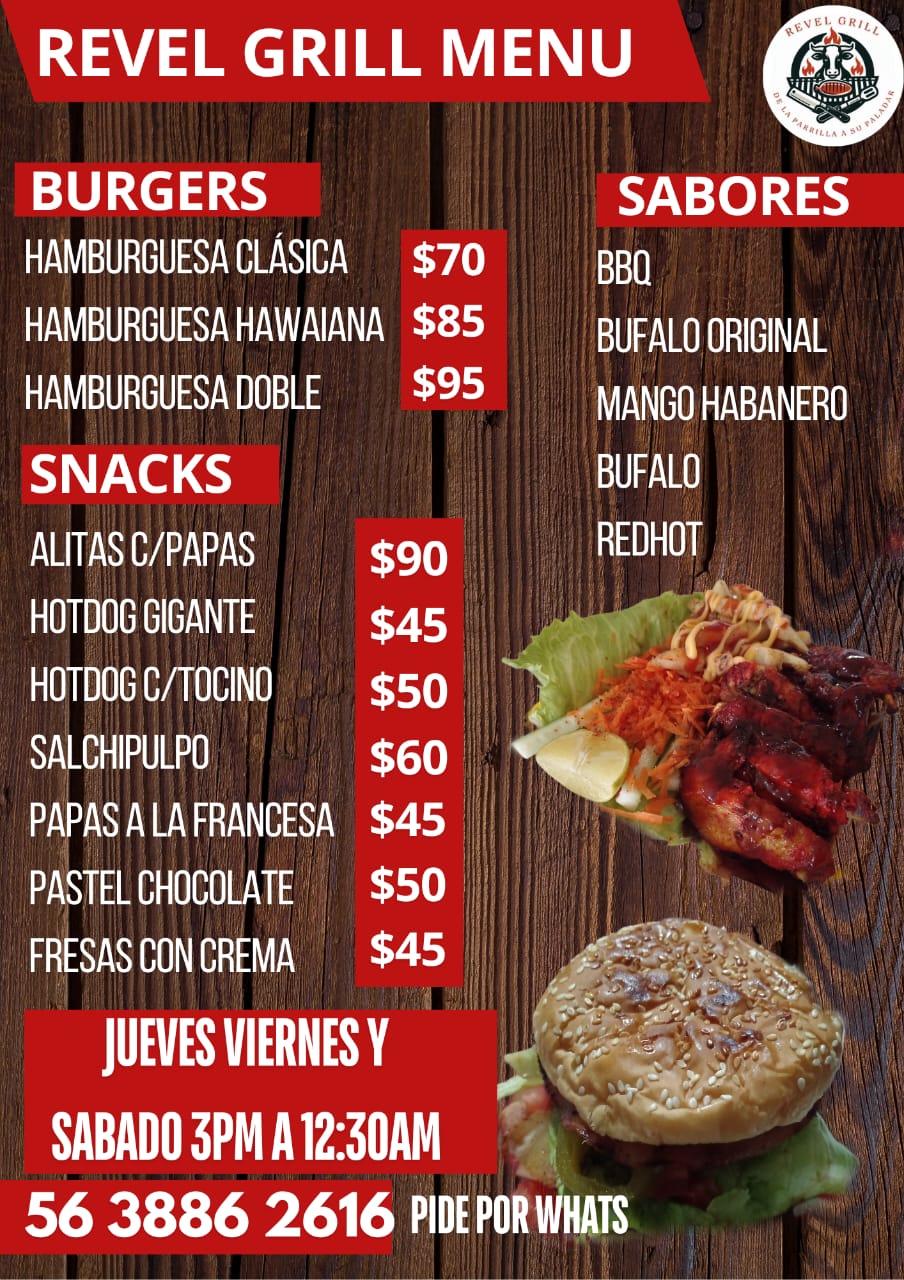 REVEL GRILL MENU
REVEL GRILL
DE LA PARRILLA A SU PALADAR
BURGERS
HAMBURGUESA CLÁSICA $70
HAMBURGUESA HAWAIANA $85
HAMBURGUESA DOBLE $95
SABORES
BBQ
BUFALO ORIGINAL
MANGO HABANERO
BUFALO
REDHOT
SNACKS
ALITAS C/PAPAS $90
HOTDOG GIGANTE $45
HOTDOG C/TOCINO $50
SALCHIPULPO $60
PAPAS A LA FRANCESA $45
PASTEL CHOCOLATE $50
FRESAS CON CREMA $45
JUEVES VIERNES Y
SABADO 3PM A 12:30AM
56 3886 2616 PIDE POR WHATS